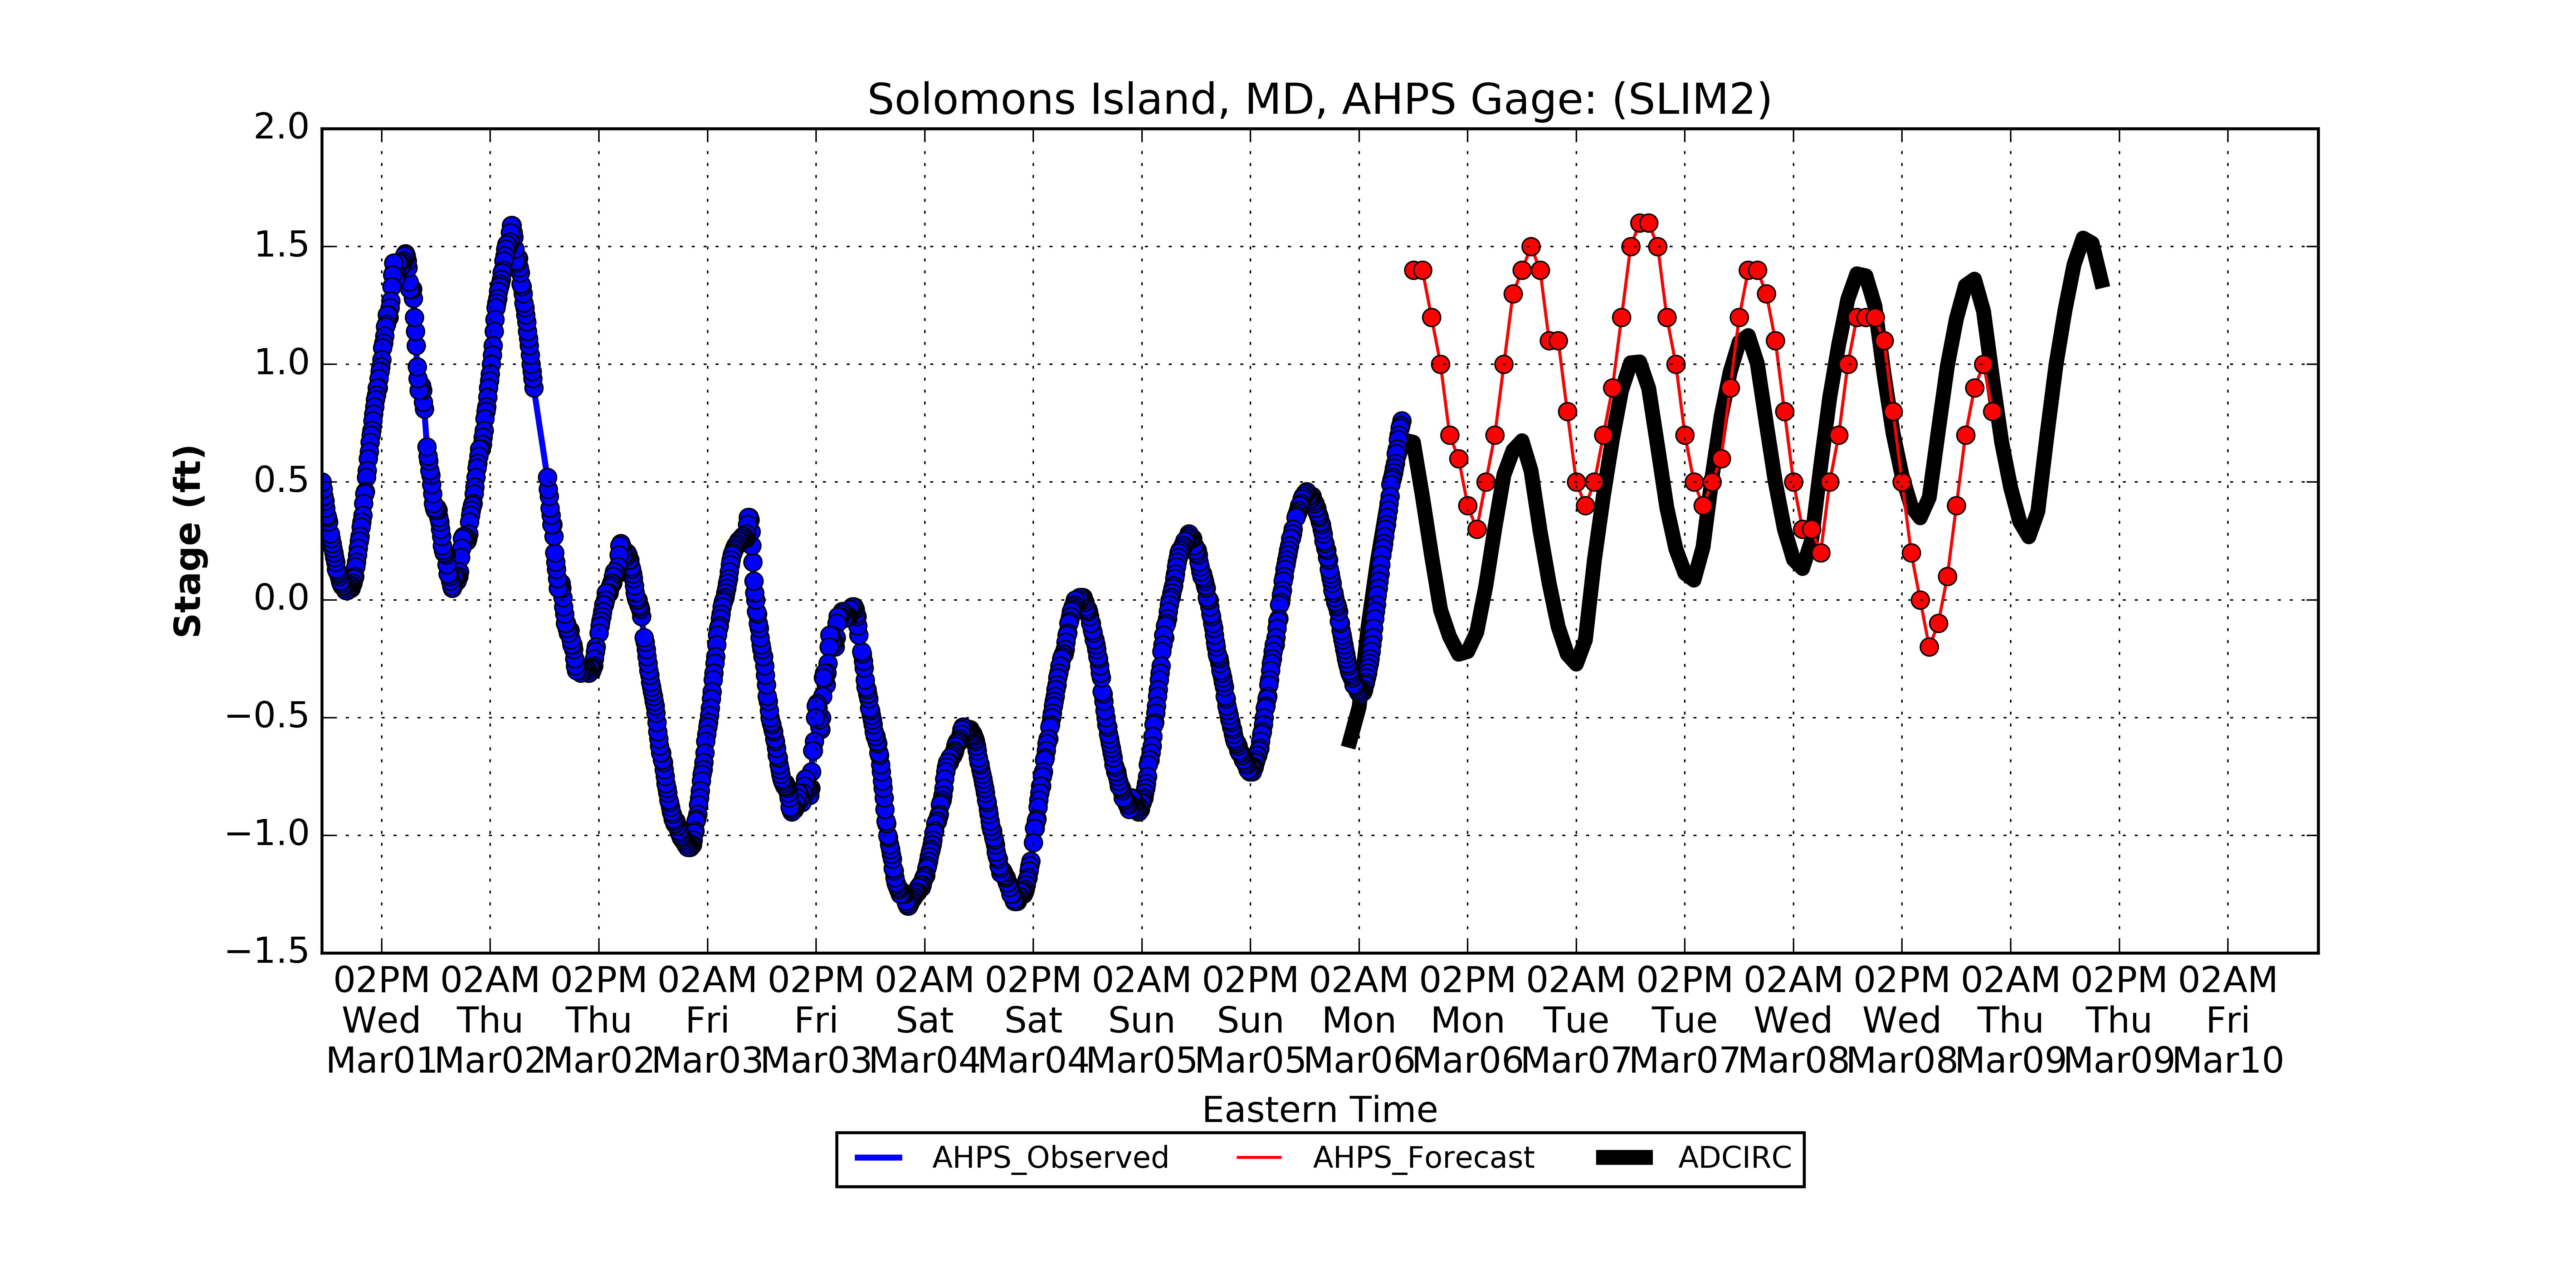 Solomons Island, MD, AHPS Gage: (SLIM2)
Stage (ft)
2.0
1.5
1.0
0.5
0.0
−0.5
−1.0
−1.5
02PM 02AM 02PM 02AM 02PM 02AM 02PM 02AM 02PM 02AM 02PM 02AM 02PM 02AM 02PM 02AM 02PM 02AM
Wed Thu Thu Fri Fri Sat Sat Sun Sun Mon Mon Tue Tue Wed Wed Thu Thu Fri
Mar01 Mar02 Mar02 Mar03 Mar03 Mar04 Mar04 Mar05 Mar05 Mar06 Mar06 Mar07 Mar07 Mar08 Mar08 Mar09 Mar09 Mar10
Eastern Time
AHPS_Observed AHPS_Forecast ADCIRC